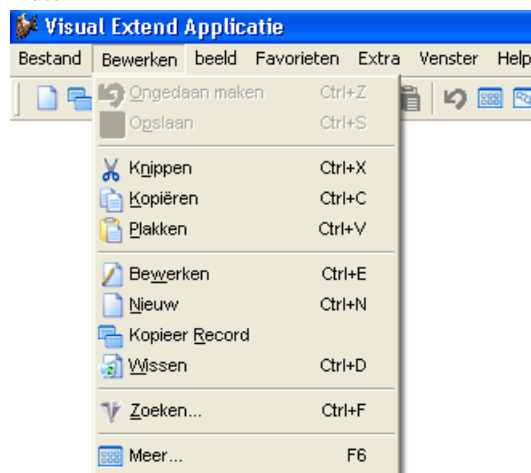 Visual Extend Applicatie
Bestand Bewerken beeld Favorieten Extra Venster Help
Ongedaan maken Ctrl+Z
Opslaan Ctrl+S
Knippen Ctrl+X
Kopiëren Ctrl+C
Plakken Ctrl+V
Bewerken Ctrl+E
Nieuw Ctrl+N
Kopieer Record
Wissen Ctrl+D
Zoeken... Ctrl+F
Meer... F6